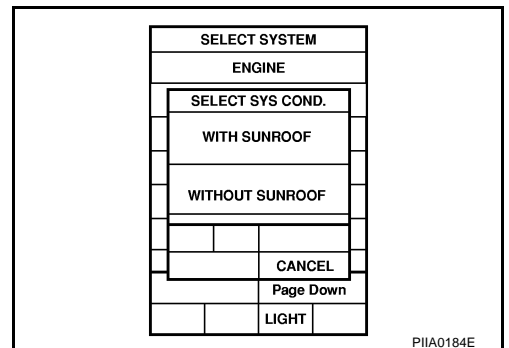 SELECT SYSTEM
ENGINE
SELECT SYS COND.
WITH SUNROOF
WITHOUT SUNROOF
CANCEL
Page Down
LIGHT
PIIA0184E